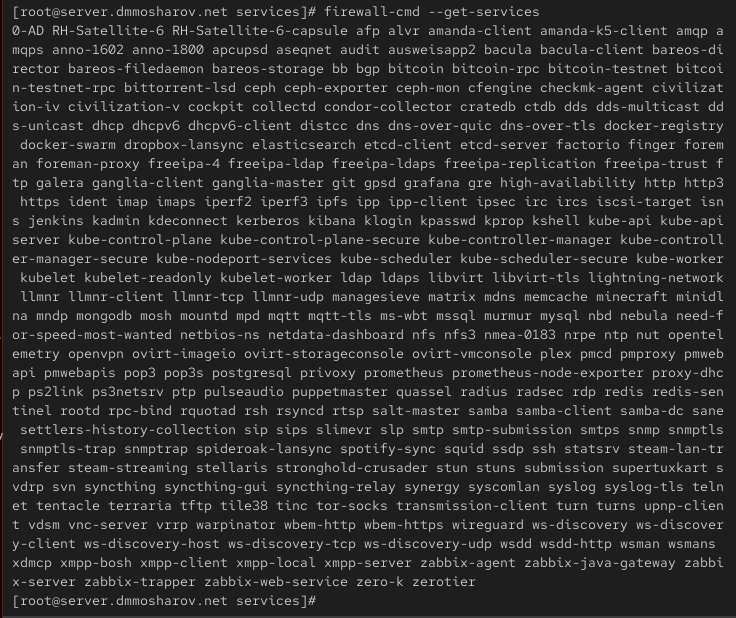 [root@server.dmmosharov.net services]# firewall-cmd --get-services
0-AD RH-Satellite-6 RH-Satellite-6-capsule afp alvr amanda-client amanda-k5-client amqp a
mqps anno-1602 anno-1800 apcupsd aseqnet audit ausweisapp2 bacula bacula-client bareos-di
rector bareos-filedaemon bareos-storage bb bgp bitcoin bitcoin-rpc bitcoin-testnet bitcoi
n-testnet-rpc bittorrent-lsd ceph ceph-exporter ceph-mon cfengine checkmk-agent civilizat
ion-iv civilization-v cockpit collectd condor-collector cratedb ctdb dds dds-multicast dd
s-unicast dhcp dhcpv6 dhcpv6-client distcc dns dns-over-quic dns-over-tls docker-registry
 docker-swarm dropbox-lansync elasticsearch etcd-client etcd-server factorio finger forem
an foreman-proxy freeipa-4 freeipa-ldap freeipa-ldaps freeipa-replication freeipa-trust f
tp galera ganglia-client ganglia-master git gpsd grafana gre high-availability http http3
 https ident imap imaps iperf2 iperf3 ipfs ipp ipp-client ipsec irc ircs iscsi-target isn
s jenkins kadmin kdeconnect kerberos kibana klogin kpasswd kprop kshell kube-api kube-api
server kube-control-plane kube-control-plane-secure kube-controller-manager kube-controll
er-manager-secure kube-nodeport-services kube-scheduler kube-scheduler-secure kube-worker
 kubelet kubelet-readonly kubelet-worker ldap ldaps libvirt libvirt-tls lightning-network
 llmnr llmnr-client llmnr-tcp llmnr-udp managesieve matrix mdns memcache minecraft minidl
na mndp mongodb mosh mountd mpd mqtt mqtt-tls ms-wbt mssql murmur mysql nbd nebula need-f
or-speed-most-wanted netbios-ns netdata-dashboard nfs nfs3 nmea-0183 nrpe ntp nut opentel
emetry openvpn ovirt-imageio ovirt-storageconsole ovirt-vmconsole plex pmcd pmproxy pmweb
api pmwebapis pop3 pop3s postgresql privoxy prometheus prometheus-node-exporter proxy-dhc
p ps2link ps3netsrv ptp pulseaudio puppetmaster quassel radius radsec rdp redis redis-sen
tinel rootd rpc-bind rquotad rsh rsyncd rtsp salt-master samba samba-client samba-dc sane
 settlers-history-collection sip sips slimevr slp smtp smtp-submission smtps snmp snmptls
 snmptls-trap snmptrap spideroak-lansync spotify-sync squid ssdp ssh statsrv steam-lan-tr
ansfer steam-streaming stellaris stronghold-crusader stun stuns submission supertuxkart s
vdrp svn syncthing syncthing-gui syncthing-relay synergy syscomlan syslog syslog-tls teln
et tentacle terraria tftp tile38 tinc tor-socks transmission-client turn turns upnp-clien
t vdsm vnc-server vrrp warpinator wbem-http wbem-https wireguard ws-discovery ws-discover
y-client ws-discovery-host ws-discovery-tcp ws-discovery-udp wsdd wsdd-http wsman wsmans
xdmcp xmpp-bosh xmpp-client xmpp-local xmpp-server zabbix-agent zabbix-java-gateway zabbi
x-server zabbix-trapper zabbix-web-service zero-k zerotier
[root@server.dmmosharov.net services]#